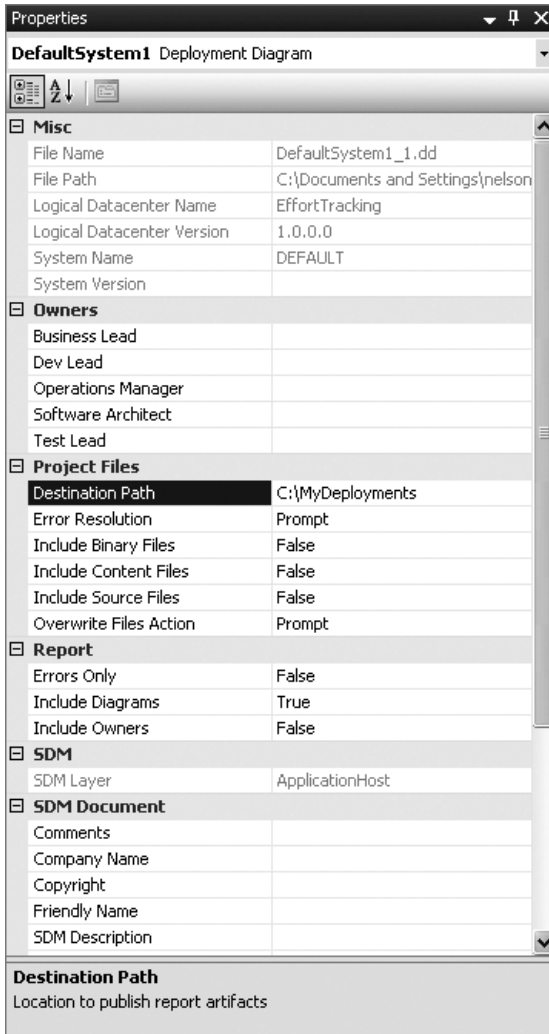 Properties
DefaultSystem1 Deployment Diagram
A
Z
Misc
File Name DefaultSystem1_1.dd
File Path C:\Documents and Settings\nelson
Logical Datacenter Name EffortTracking
Logical Datacenter Version 1.0.0.0
System Name DEFAULT
System Version
Owners
Business Lead
Dev Lead
Operations Manager
Software Architect
Test Lead
Project Files
Destination Path C:\MyDeployments
Error Resolution Prompt
Include Binary Files False
Include Content Files False
Include Source Files False
Overwrite Files Action Prompt
Report
Errors Only False
Include Diagrams True
Include Owners False
SDM
SDM Layer ApplicationHost
SDM Document
Comments
Company Name
Copyright
Friendly Name
SDM Description
Destination Path
Location to publish report artifacts